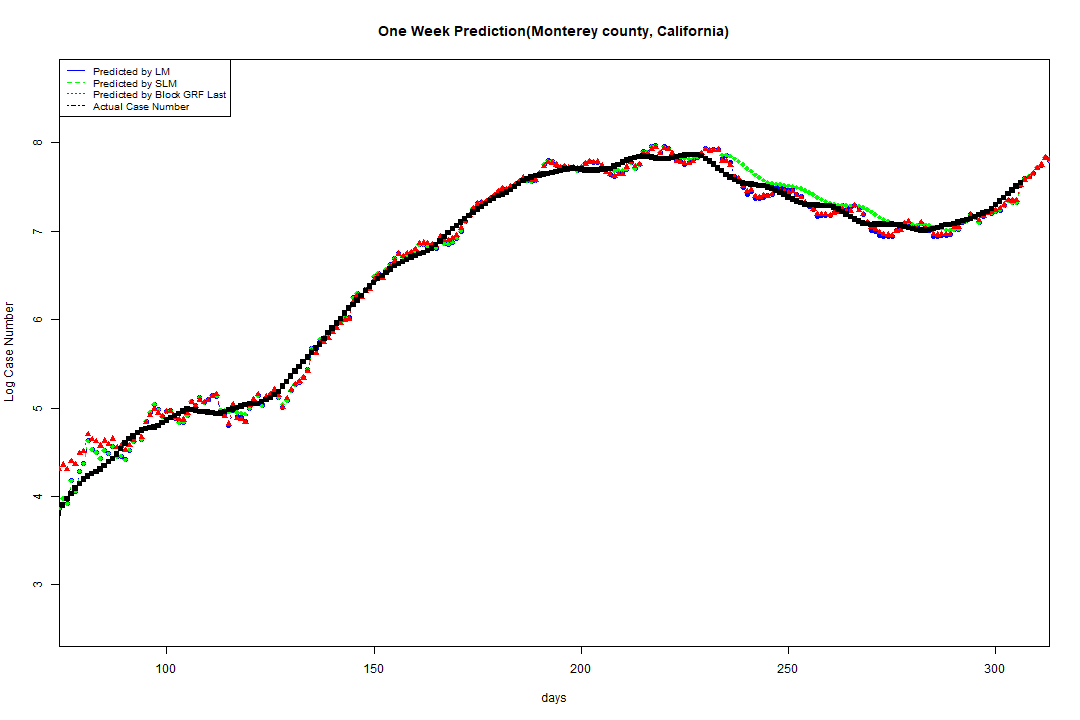 One Week Prediction(Monterey county, California)
Predicted by LM
Predicted by SLM
Predicted by Block GRF Last
Actual Case Number
Log Case Number
8
7
6
5
4
3
100 150 200 250 300
days